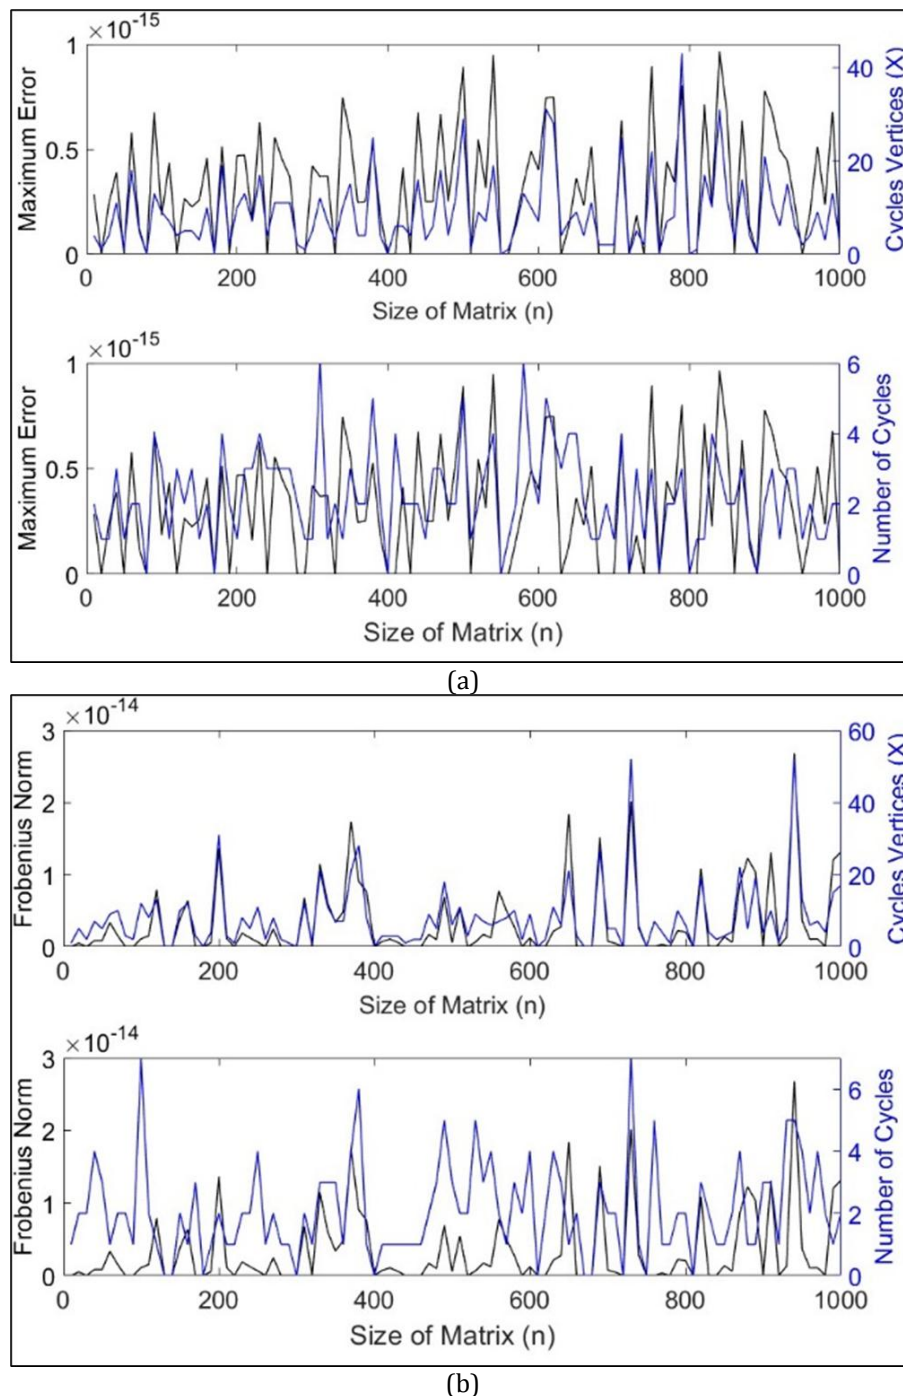 ×10-15
1
0.5
0
Maximum Error
40
20
0
Cycles Vertices (X)
0 200 400 600 800 1000
Size of Matrix (n)
×10-15
1
0.5
0
Maximum Error
6
4
2
0
Number of Cycles
0 200 400 600 800 1000
Size of Matrix (n)
(a)
×10-14
3
2
1
0
Frobenius Norm
60
40
20
0
Cycles Vertices (X)
0 200 400 600 800 1000
Size of Matrix (n)
×10-14
3
2
1
0
Frobenius Norm
6
4
2
0
Number of Cycles
0 200 400 600 800 1000
Size of Matrix (n)
(b)